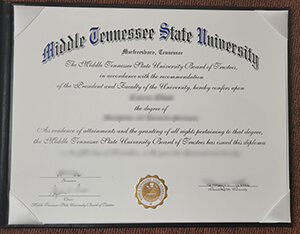 Middle Tennessee State University
Murfreesboro, Tennessee
The Middle Tennessee State University Board of Trustees,
in accordance with the recommendation
of the President and Faculty of the University, hereby confers upon
the degree of
As evidence of attainments and the granting of all rights pertaining to that degree,
the Middle Tennessee State University Board of Trustees has issued this diploma
Middle Tennessee State University Board of Trustees